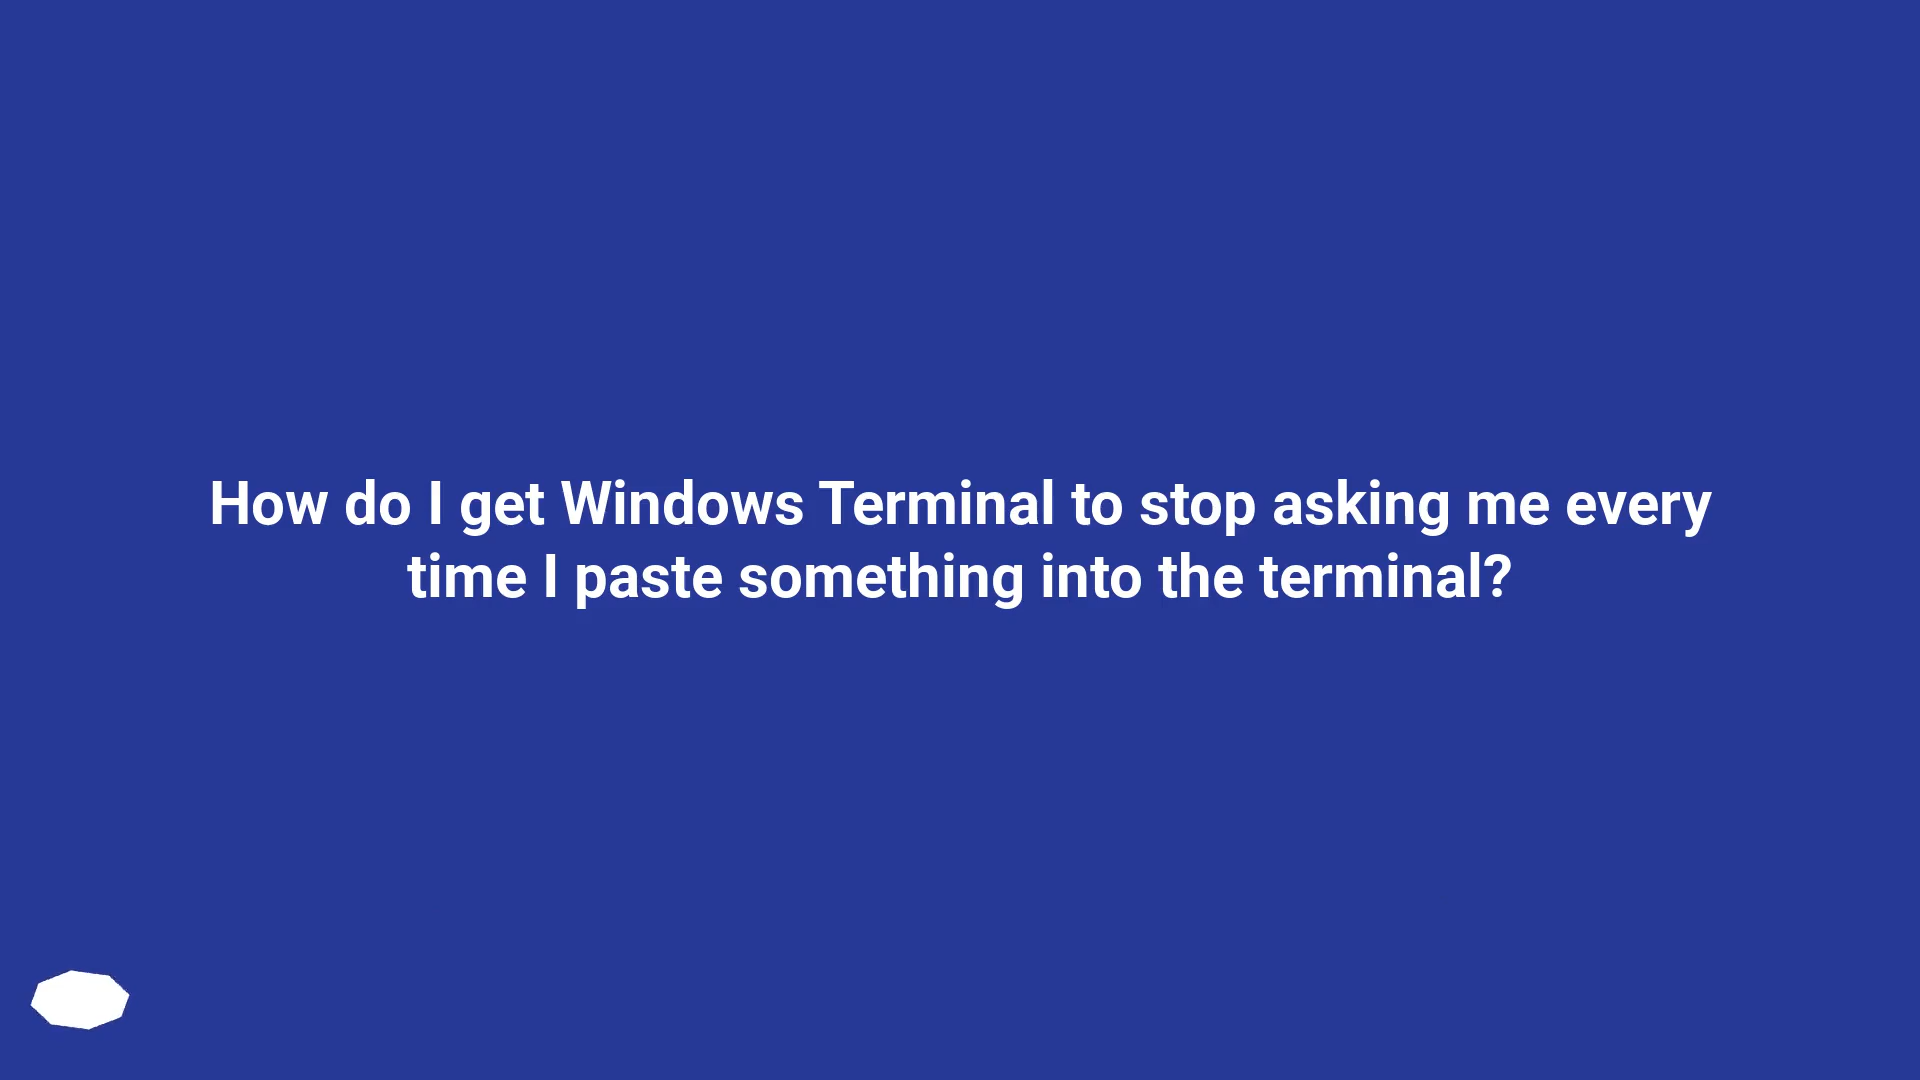 How do I get Windows Terminal to stop asking me every
time I paste something into the terminal?